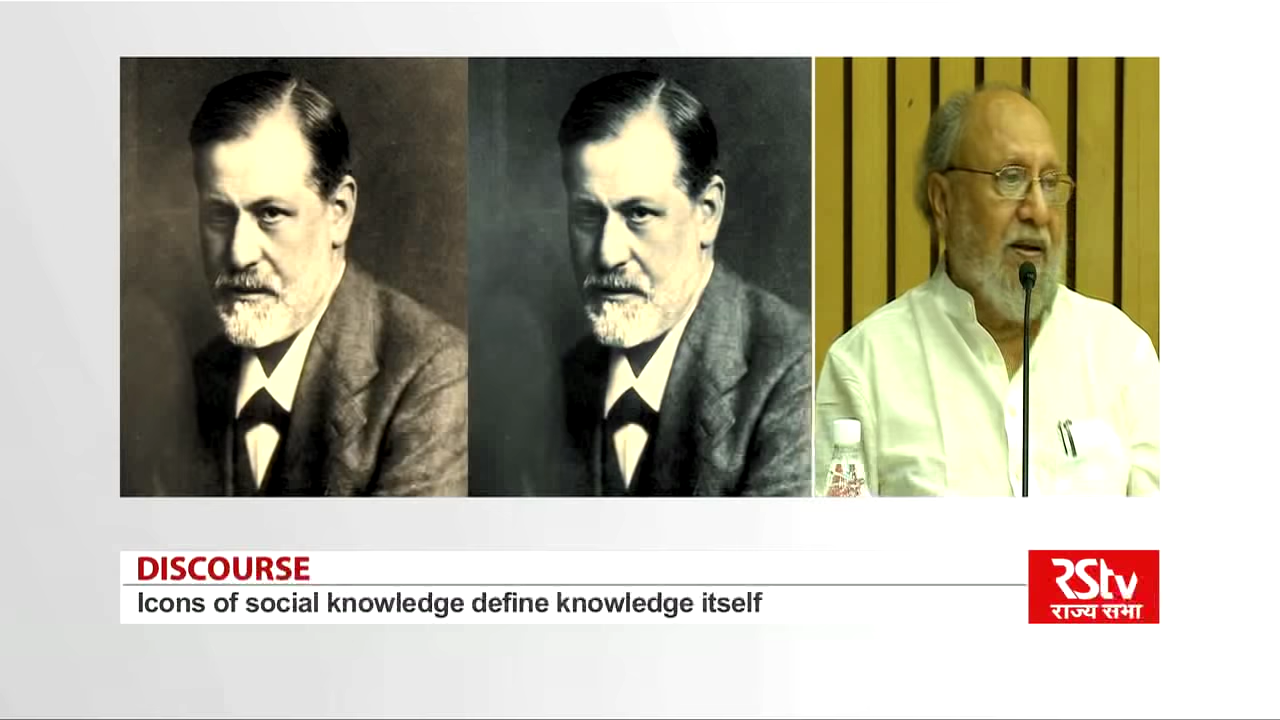 DISCOURSE
Icons of social knowledge define knowledge itself
RStv
राज्य सभा